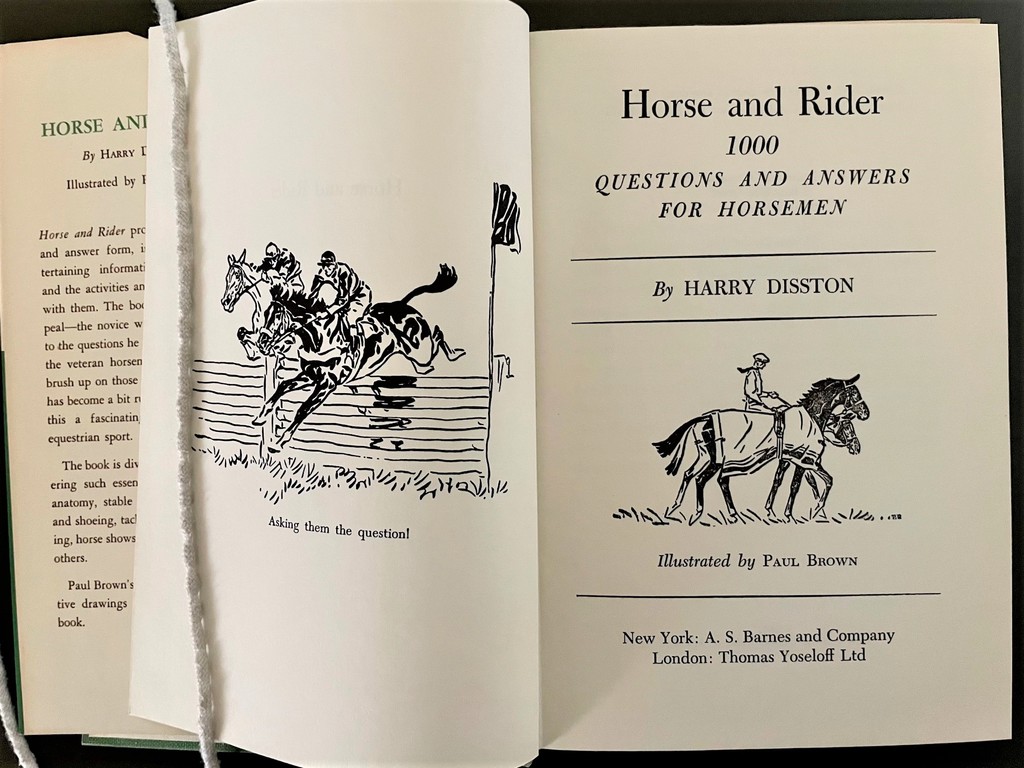 HORSE AND
By HARRY D
Illustrated by
Horse and Rider
and answer form,
tertaining informati
and the activities an
with them. The boo
peal—the novice w
to the questions he
the veteran horsem
brush up on those
has become a bit
this a fascinatin
equestrian sport.
The book is div
ering such essen
anatomy, stable
and shoeing, tac
ing, horse shows
others.
Paul Brown's
tive drawings
book.
Asking them the question!
Horse and Rider
1000
QUESTIONS AND ANSWERS
FOR HORSEMEN
By HARRY DISSTON
Illustrated by PAUL BROWN
New York: A. S. Barnes and Company
London: Thomas Yoseloff Ltd